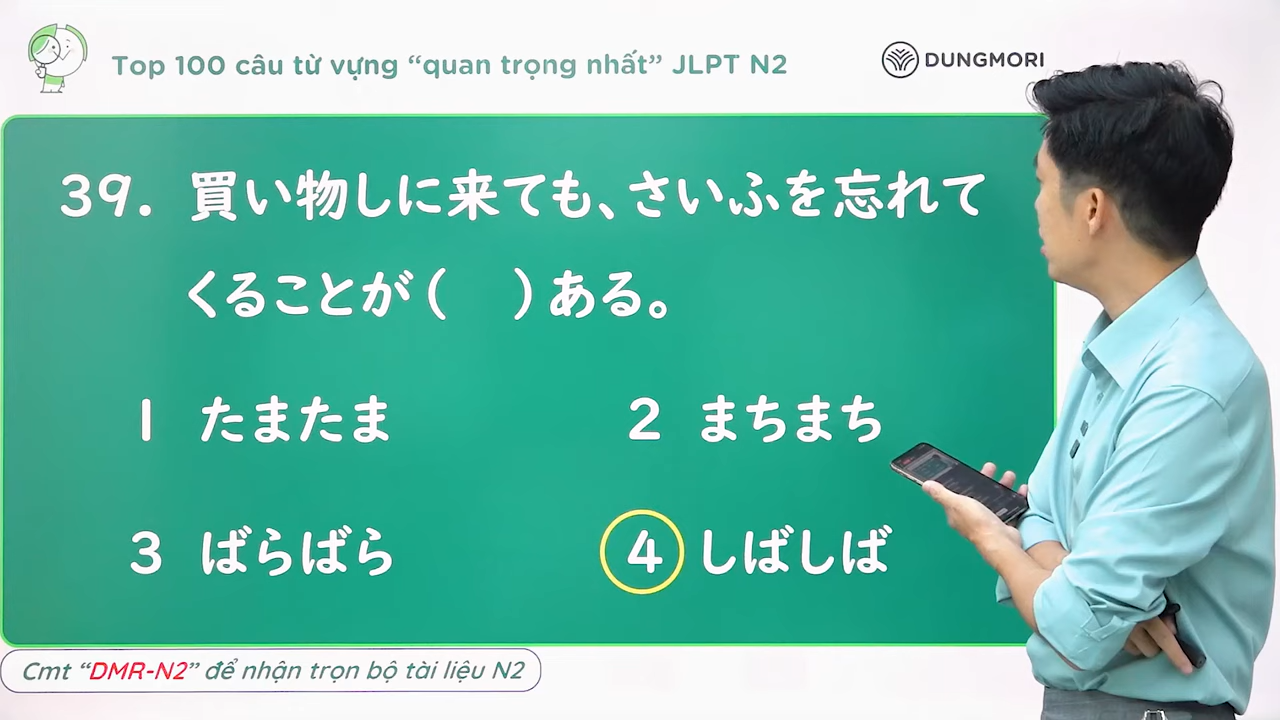 Top 100 câu từ vựng “quan trọng nhất” JLPT N2
DUNGMORI
39. 買い物しに来ても、さいふを忘れて
くることが( )ある。
1 たまたま
2 まちまち
3 ばらばら
4 しばしば
Cmt “DMR-N2” để nhận trọn bộ tài liệu N2